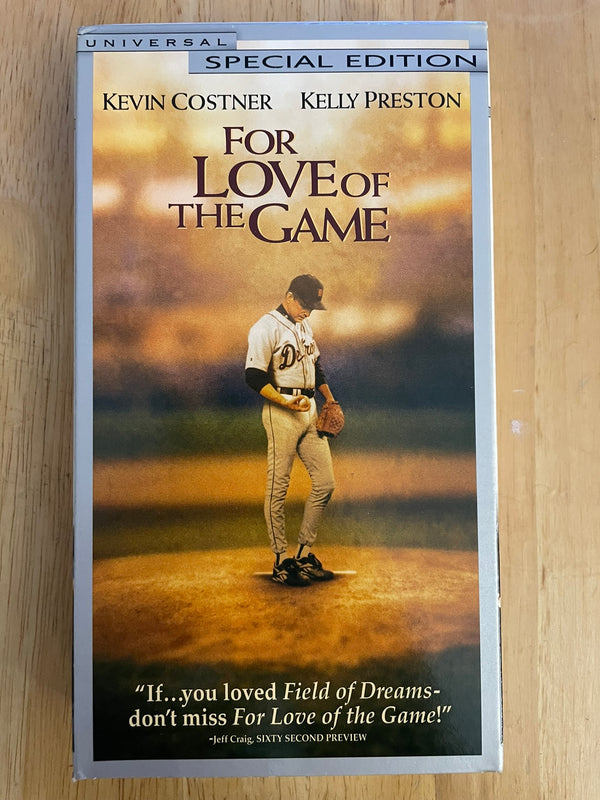 UNIVERSAL
SPECIAL EDITION
KEVIN COSTNER KELLY PRESTON
FOR
LOVE OF
THE GAME
"If...you loved Field of Dreams-
don't miss For Love of the Game!"
-Jeff Craig, SIXTY SECOND PREVIEW